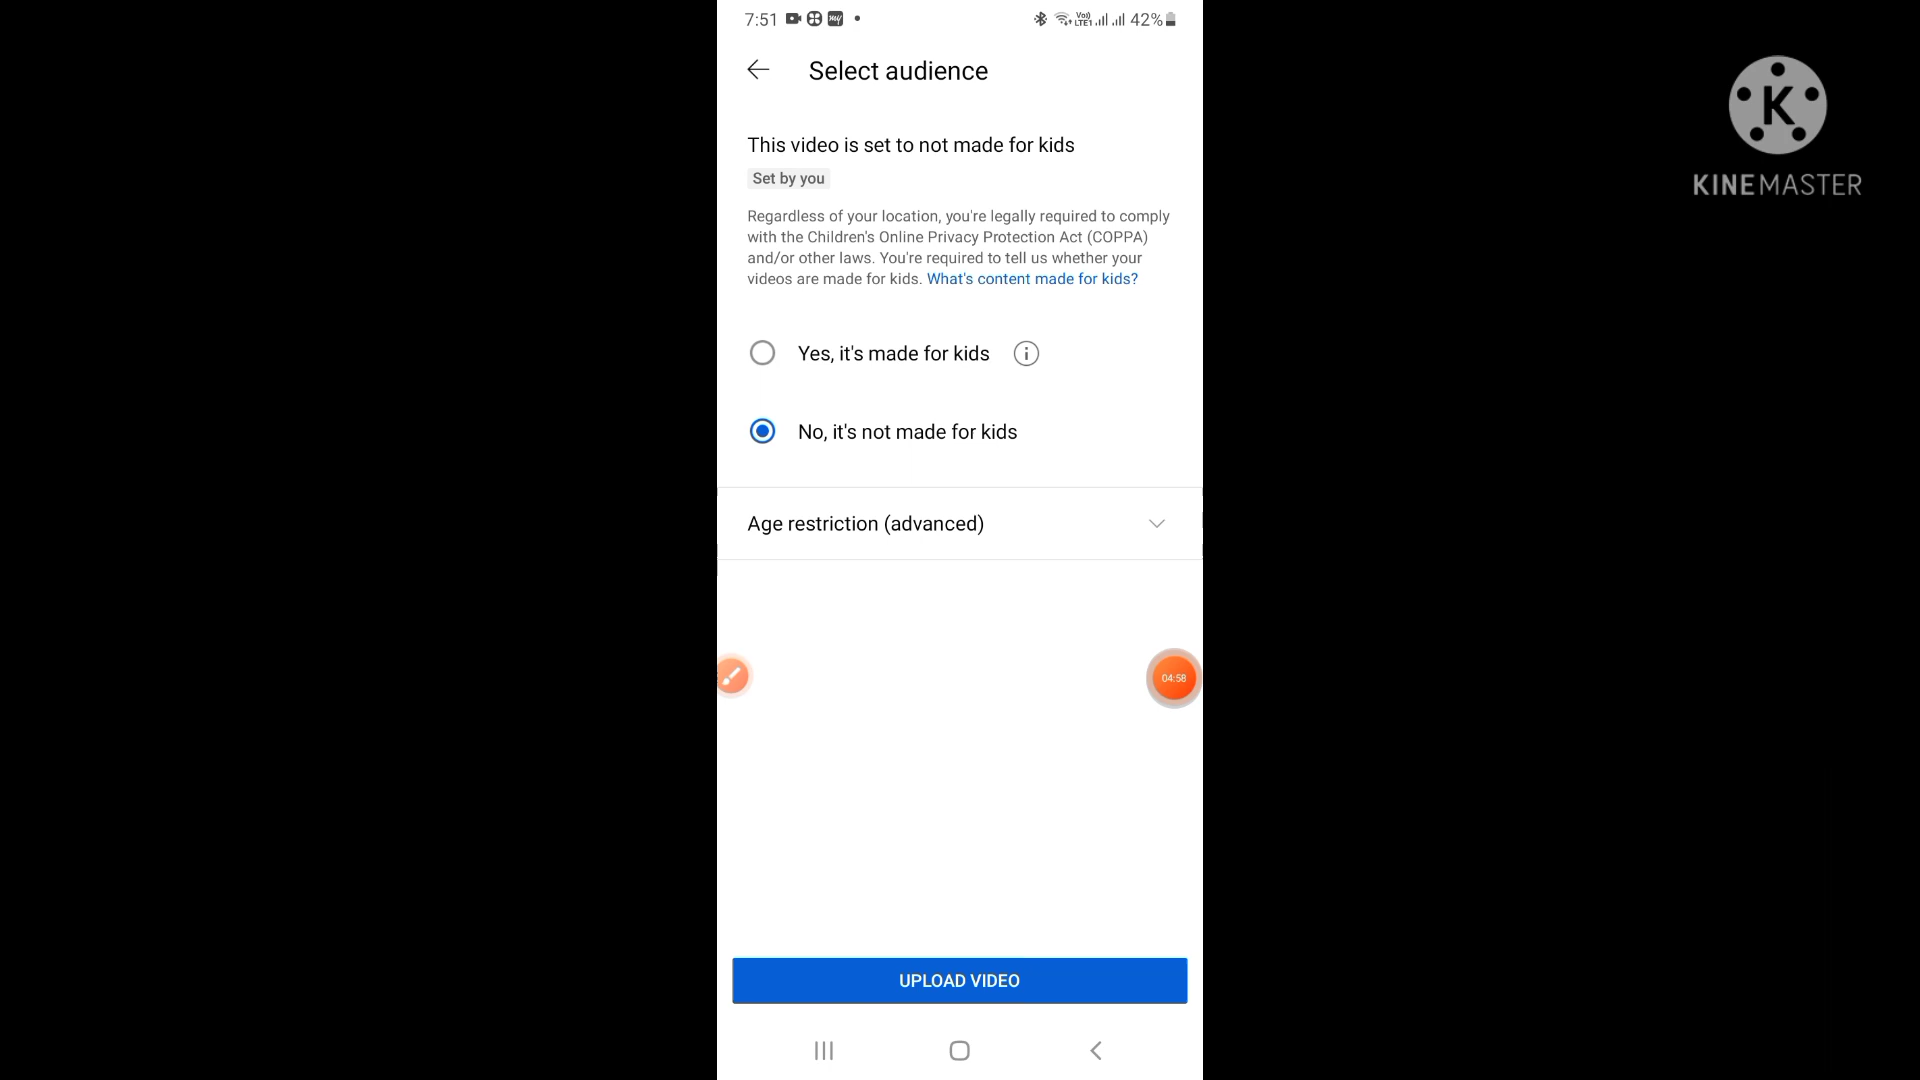 7:51
Vo)) LTE1 42%
Select audience
This video is set to not made for kids
Set by you
Regardless of your location, you're legally required to comply
with the Children's Online Privacy Protection Act (COPPA)
and/or other laws. You're required to tell us whether your
videos are made for kids. What's content made for kids?
Yes, it's made for kids
No, it's not made for kids
Age restriction (advanced)
04:58
UPLOAD VIDEO
K
KINEMASTER